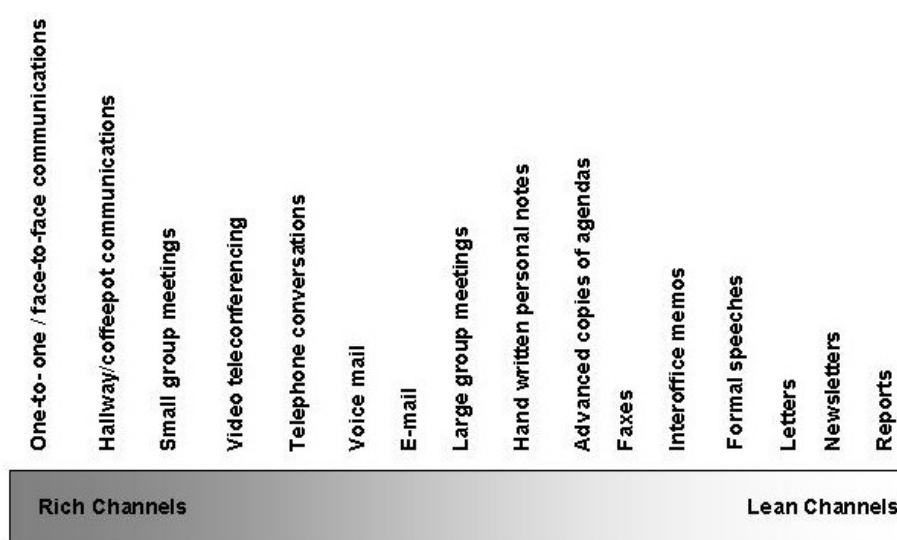 One-to- one / face-to-face communications
Hallway/coffeepot communications
Small group meetings
Video teleconferencing
Telephone conversations
Voice mail
E-mail
Large group meetings
Hand written personal notes
Advanced copies of agendas
Faxes
Interoffice memos
Formal speeches
Letters
Newsletters
Reports
Rich Channels
Lean Channels